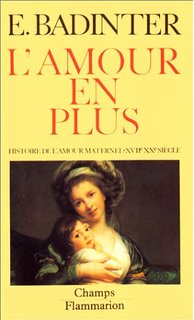 E. BADINTER
L'AMOUR
EN
PLUS
HISTOIRE DE L'AMOUR MATERNEL·XVIIe XXe SIÈCLE
Champs
Flammarion